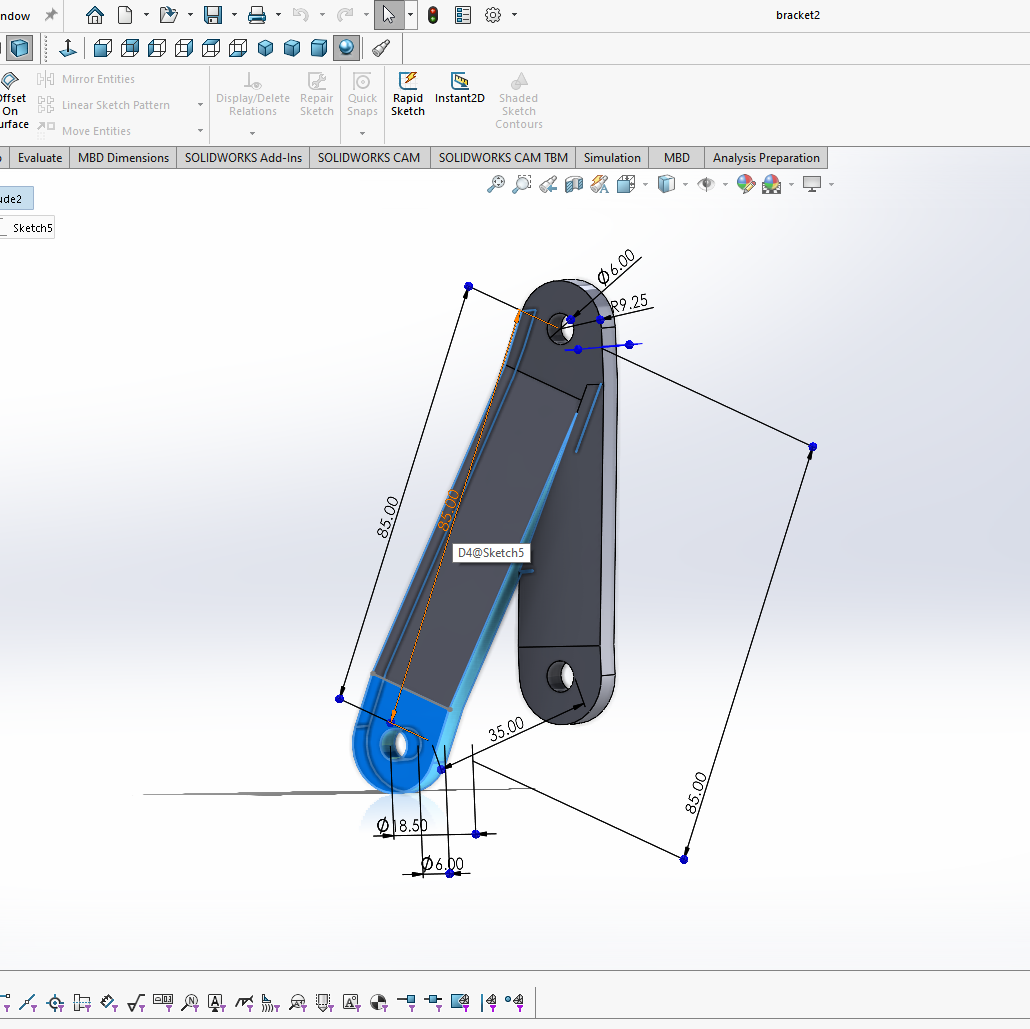 ndow
bracket2
Offset
On
urface
Mirror Entities
Linear Sketch Pattern
Move Entities
Display/Delete
Relations
Repair
Sketch
Quick
Snaps
Rapid
Sketch
Instant2D
Shaded
Sketch
Contours
Evaluate
MBD Dimensions
SOLIDWORKS Add-Ins
SOLIDWORKS CAM
SOLIDWORKS CAM TBM
Simulation
MBD
Analysis Preparation
ude2
Sketch5
Ø6.00
R9.25
85.00
85.00
D4@Sketch5
35.00
85.00
Ø18.50
Ø6.00